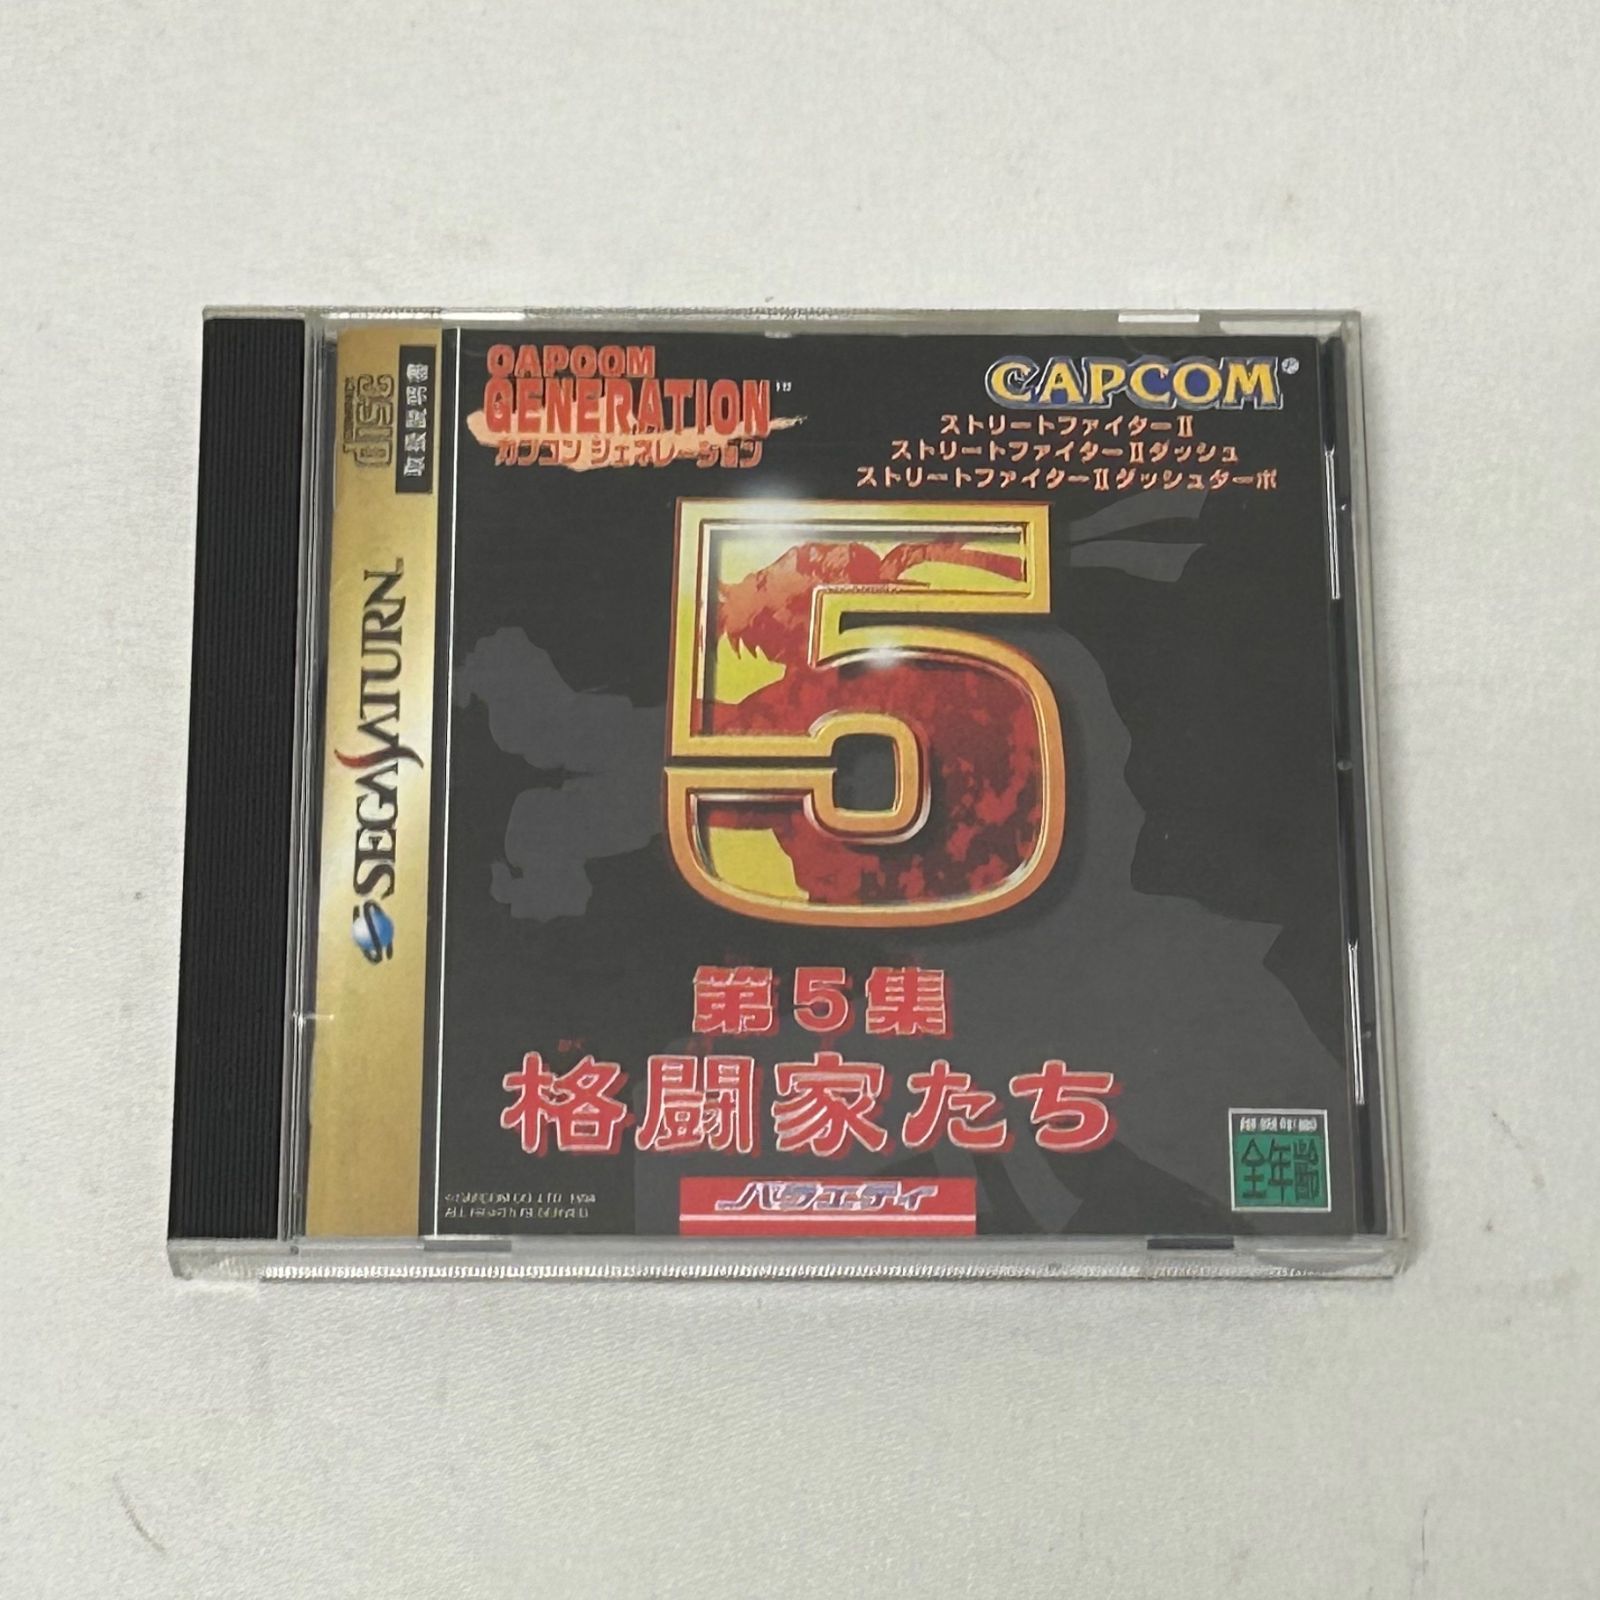 CAPCOM
GENERATION
カプコン ジェネレーション
CAPCOM
ストリートファイターII
ストリートファイターIIダッシュ
ストリートファイターIIダッシュターボ
disc
取扱説明書
SEGA SATURN
5
第5集
格闘家たち
バラエティ
全年齢